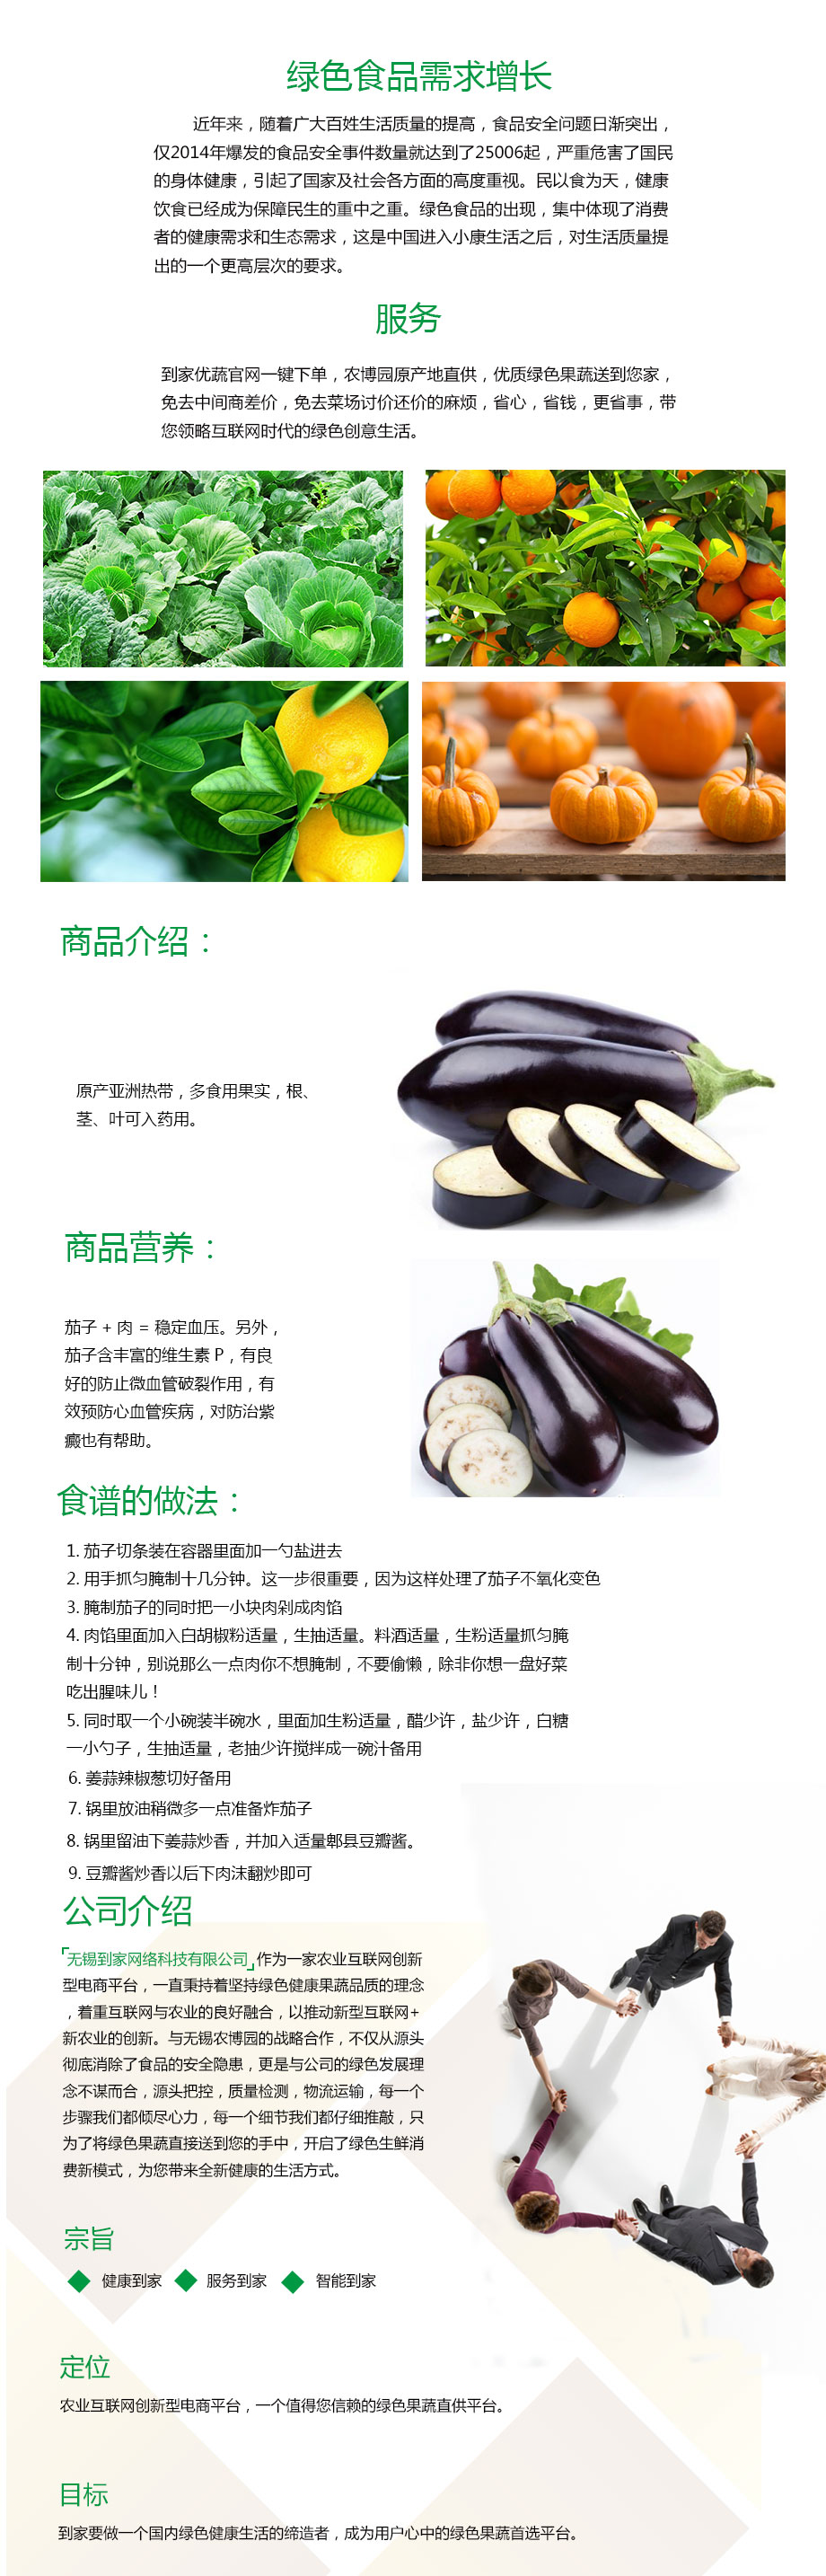 绿色食品需求增长
近年来，随着广大百姓生活质量的提高，食品安全问题日渐突出，
仅2014年爆发的食品安全事件数量就达到了25006起，严重危害了国民
的身体健康，引起了国家及社会各方面的高度重视。民以食为天，健康
饮食已经成为保障民生的重中之重。绿色食品的出现，集中体现了消费
者的健康需求和生态需求，这是中国进入小康生活之后，对生活质量提
出的一个更高层次的要求。
服务
到家优蔬官网一键下单，农博园原产地直供，优质绿色果蔬送到您家，
免去中间商差价，免去菜场讨价还价的麻烦，省心，省钱，更省事，带
您领略互联网时代的绿色创意生活。
商品介绍：
原产亚洲热带，多食用果实，根、
茎、叶可入药用。
商品营养：
茄子 + 肉 = 稳定血压。另外，
茄子含丰富的维生素 P，有良
好的防止微血管破裂作用，有
效预防心血管疾病，对防治紫
癜也有帮助。
食谱的做法：
1. 茄子切条装在容器里面加一勺盐进去
2. 用手抓匀腌制十几分钟。这一步很重要，因为这样处理了茄子不氧化变色
3. 腌制茄子的同时把一小块肉剁成肉馅
4. 肉馅里面加入白胡椒粉适量，生抽适量。料酒适量，生粉适量抓匀腌
制十分钟，别说那么一点肉你不想腌制，不要偷懒，除非你想一盘好菜
吃出腥味儿！
5. 同时取一个小碗装半碗水，里面加生粉适量，醋少许，盐少许，白糖
一小勺子，生抽适量，老抽少许搅拌成一碗汁备用
6. 姜蒜辣椒葱切好备用
7. 锅里放油稍微多一点准备炸茄子
8. 锅里留油下姜蒜炒香，并加入适量郫县豆瓣酱。
9. 豆瓣酱炒香以后下肉沫翻炒即可
公司介绍
「无锡到家网络科技有限公司」作为一家农业互联网创新
型电商平台，一直秉持着坚持绿色健康果蔬品质的理念
，着重互联网与农业的良好融合，以推动新型互联网+
新农业的创新。与无锡农博园的战略合作，不仅从源头
彻底消除了食品的安全隐患，更是与公司的绿色发展理
念不谋而合，源头把控，质量检测，物流运输，每一个
步骤我们都倾尽心力，每一个细节我们都仔细推敲，只
为了将绿色果蔬直接送到您的手中，开启了绿色生鲜消
费新模式，为您带来全新健康的生活方式。
宗旨
健康到家 服务到家 智能到家
定位
农业互联网创新型电商平台，一个值得您信赖的绿色果蔬直供平台。
目标
到家要做一个国内绿色健康生活的缔造者，成为用户心中的绿色果蔬首选平台。